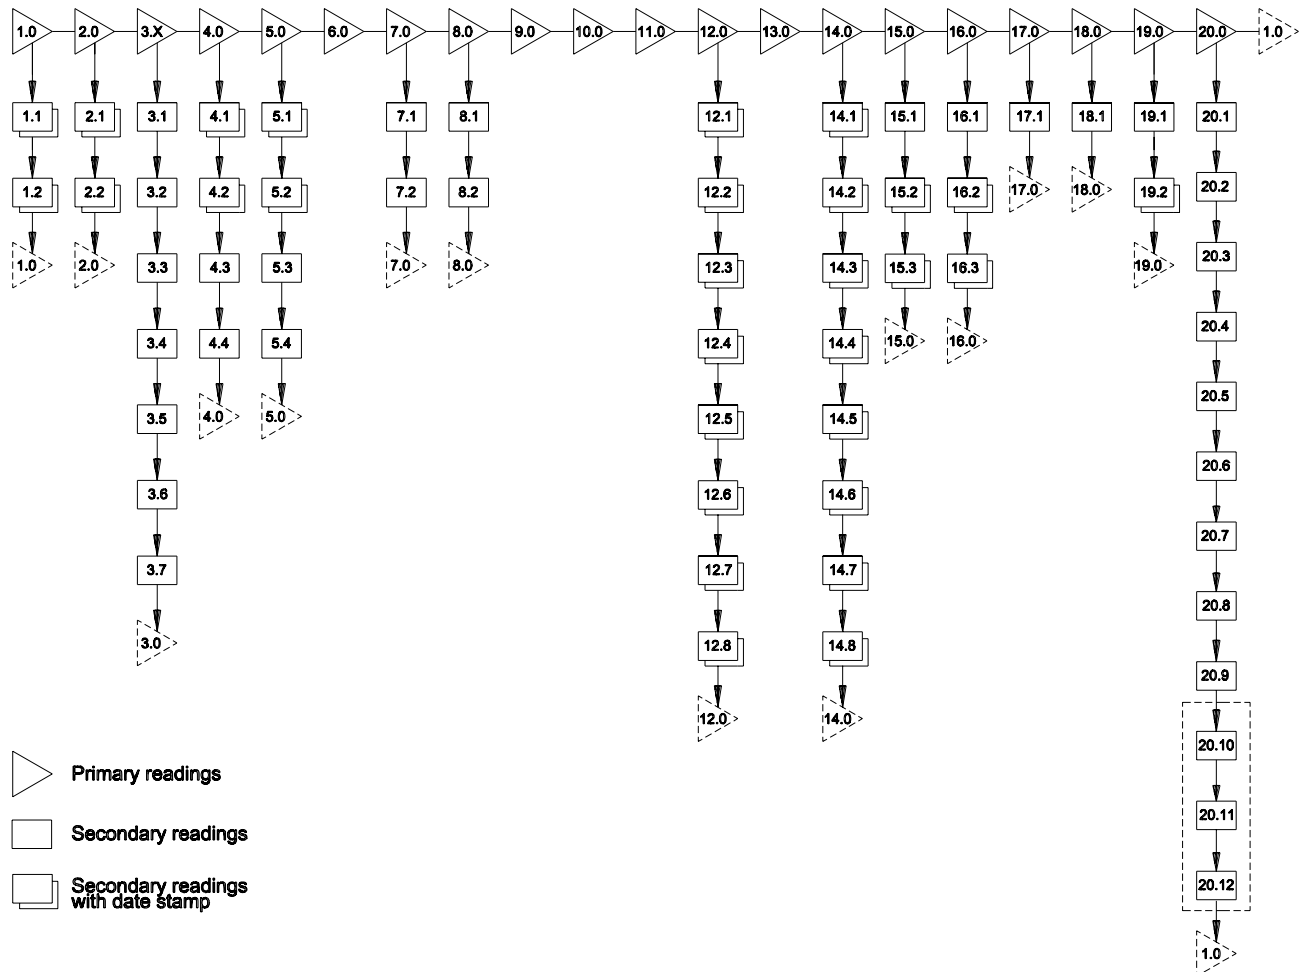 1.0 2.0 3.X 4.0 5.0 6.0 7.0 8.0 9.0 10.0 11.0 12.0 13.0 14.0 15.0 16.0 17.0 18.0 19.0 20.0 1.0
1.1 2.1 3.1 4.1 5.1 7.1 8.1 12.1 14.1 15.1 16.1 17.1 18.1 19.1 20.1
1.2 2.2 3.2 4.2 5.2 7.2 8.2 12.2 14.2 15.2 16.2 17.0 18.0 19.2 20.2
1.0 2.0 3.3 4.3 5.3 7.0 8.0 12.3 14.3 15.3 16.3 19.0 20.3
3.4 4.4 5.4 12.4 14.4 15.0 16.0 20.4
3.5 4.0 5.0 12.5 14.5 20.5
3.6 12.6 14.6 20.6
3.7 12.7 14.7 20.7
3.0 12.8 14.8 20.8
12.0 14.0 20.9
20.10
Primary readings
20.11
Secondary readings
20.12
Secondary readings
with date stamp
1.0